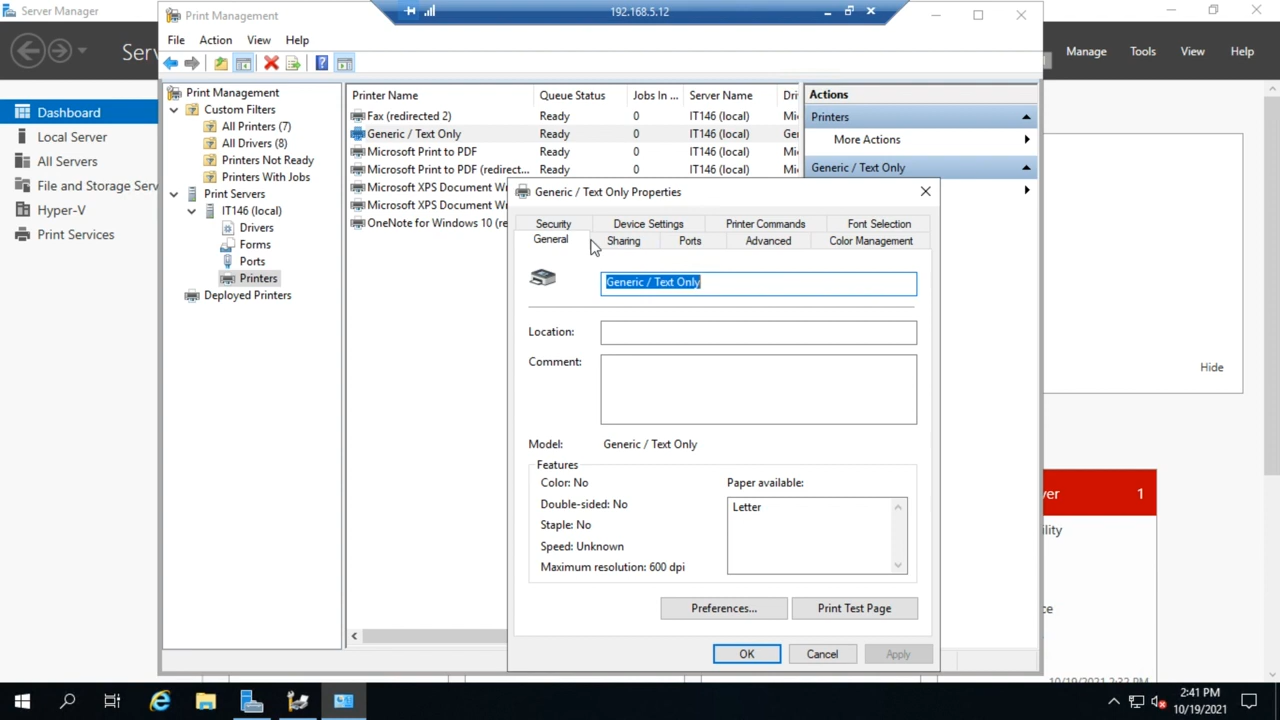 Server Manager
Print Management
192.168.5.12
Serv
Manage
Tools
View
Help
File
Action
View
Help
Dashboard
Local Server
All Servers
File and Storage Serv
Hyper-V
Print Services
Print Management
Custom Filters
All Printers (7)
All Drivers (8)
Printers Not Ready
Printers With Jobs
Print Servers
IT146 (local)
Drivers
Forms
Ports
Printers
Deployed Printers
Printer Name
Queue Status
Jobs In ...
Server Name
Dri
Fax (redirected 2)
Ready
0
IT146 (local)
Mic
Generic / Text Only
Ready
0
IT146 (local)
Ger
Microsoft Print to PDF
Ready
0
IT146 (local)
Mic
Microsoft Print to PDF (redirect...
Ready
0
IT146 (local)
Mic
Microsoft XPS Document W
Microsoft XPS Document W
OneNote for Windows 10 (re
Actions
Printers
More Actions
Generic / Text Only
Generic / Text Only Properties
Security
Device Settings
Printer Commands
Font Selection
General
Sharing
Ports
Advanced
Color Management
Generic / Text Only
Location:
Comment:
Model:
Generic / Text Only
Features
Color: No
Double-sided: No
Staple: No
Speed: Unknown
Maximum resolution: 600 dpi
Paper available:
Letter
Preferences...
Print Test Page
OK
Cancel
Apply
Hide
ver
1
ility
ce
2:41 PM
10/19/2021